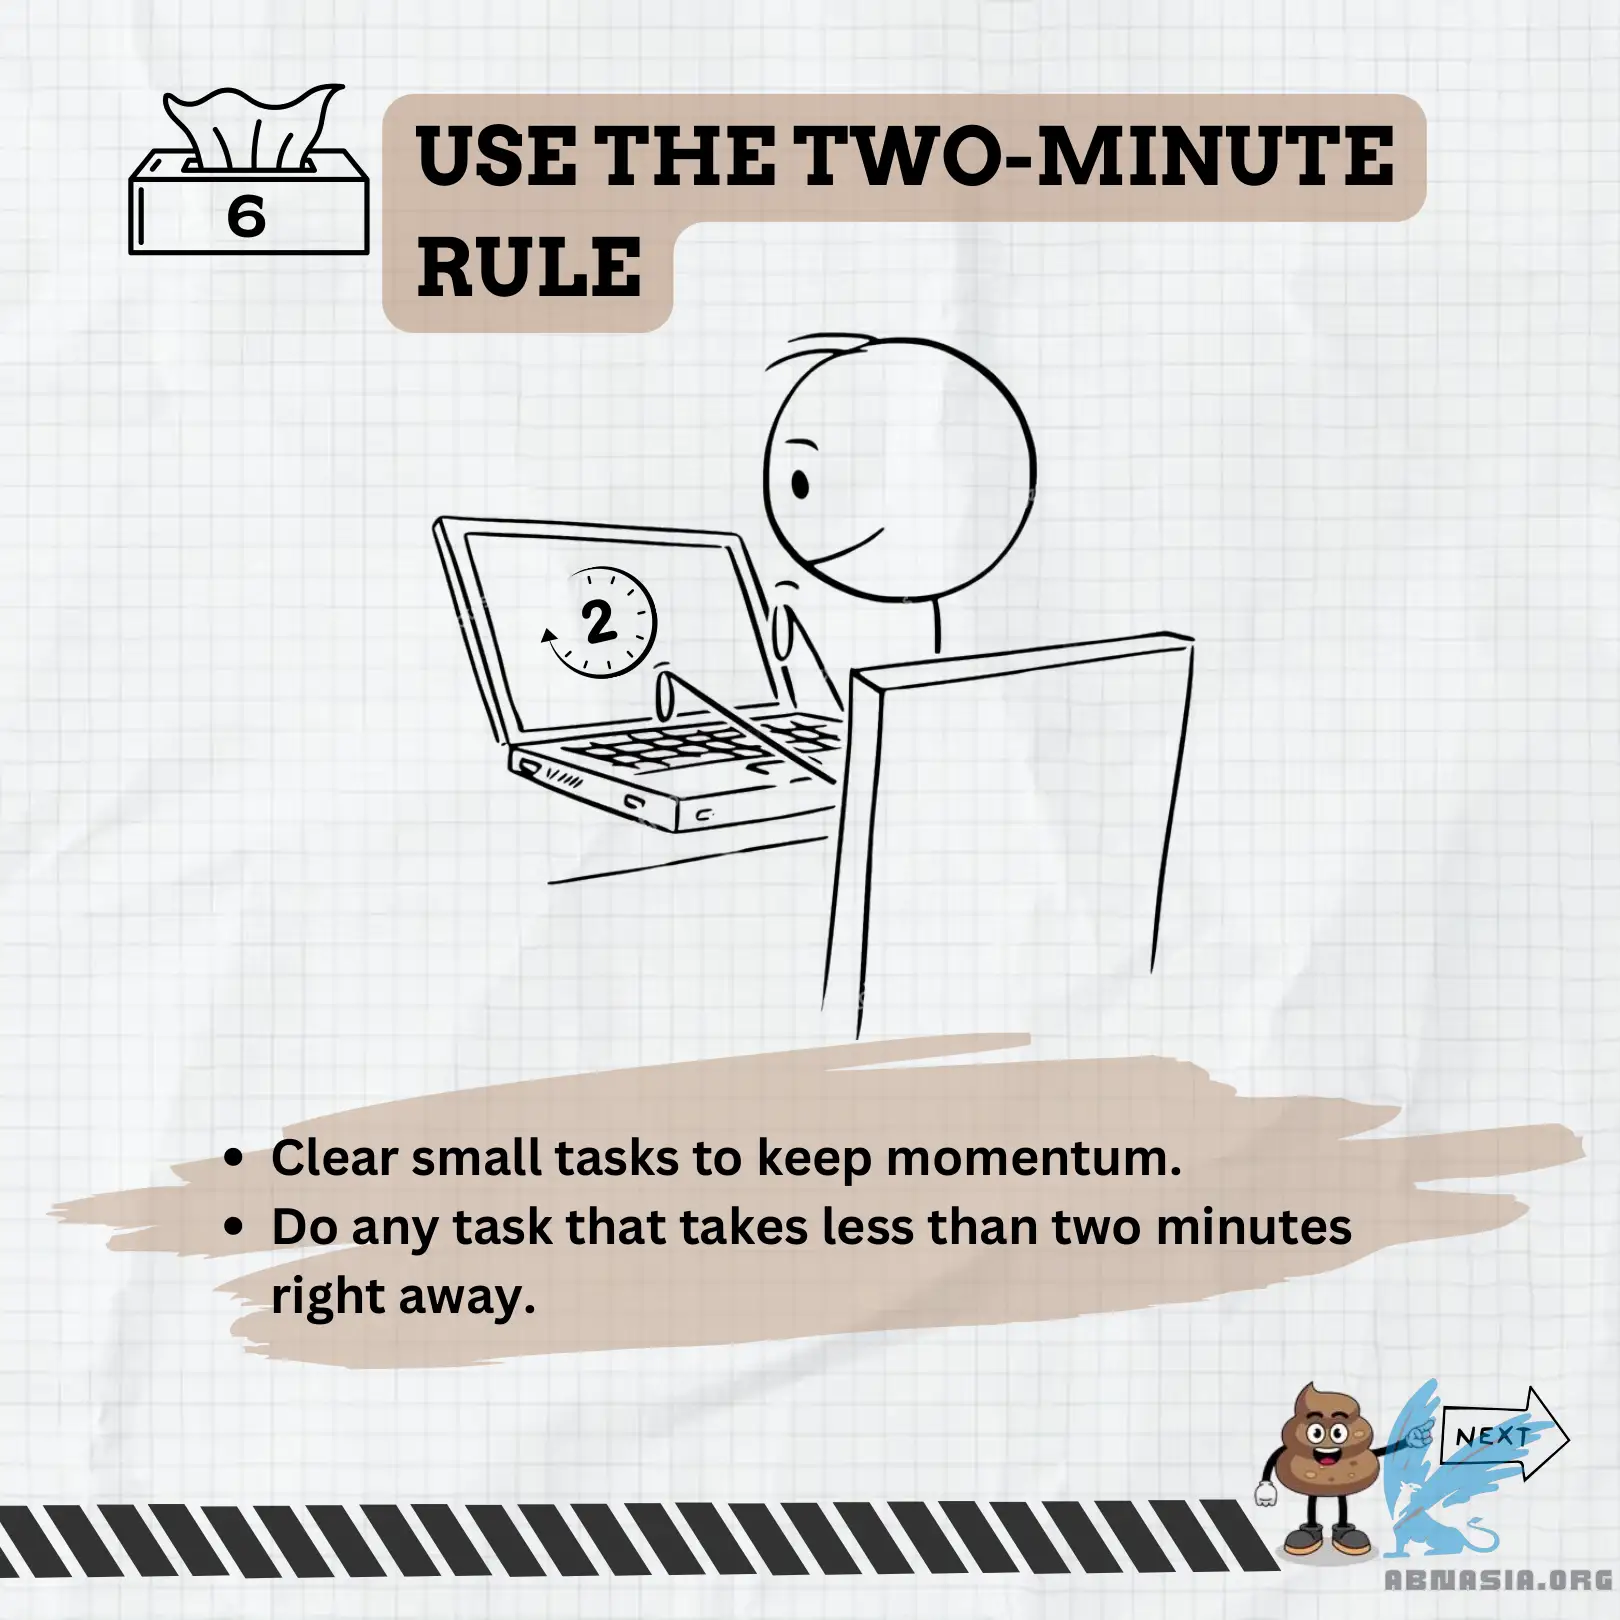 6
USE THE TWO-MINUTE
RULE
2
• Clear small tasks to keep momentum.
• Do any task that takes less than two minutes
right away.
NEXT
ABNASIA.ORG